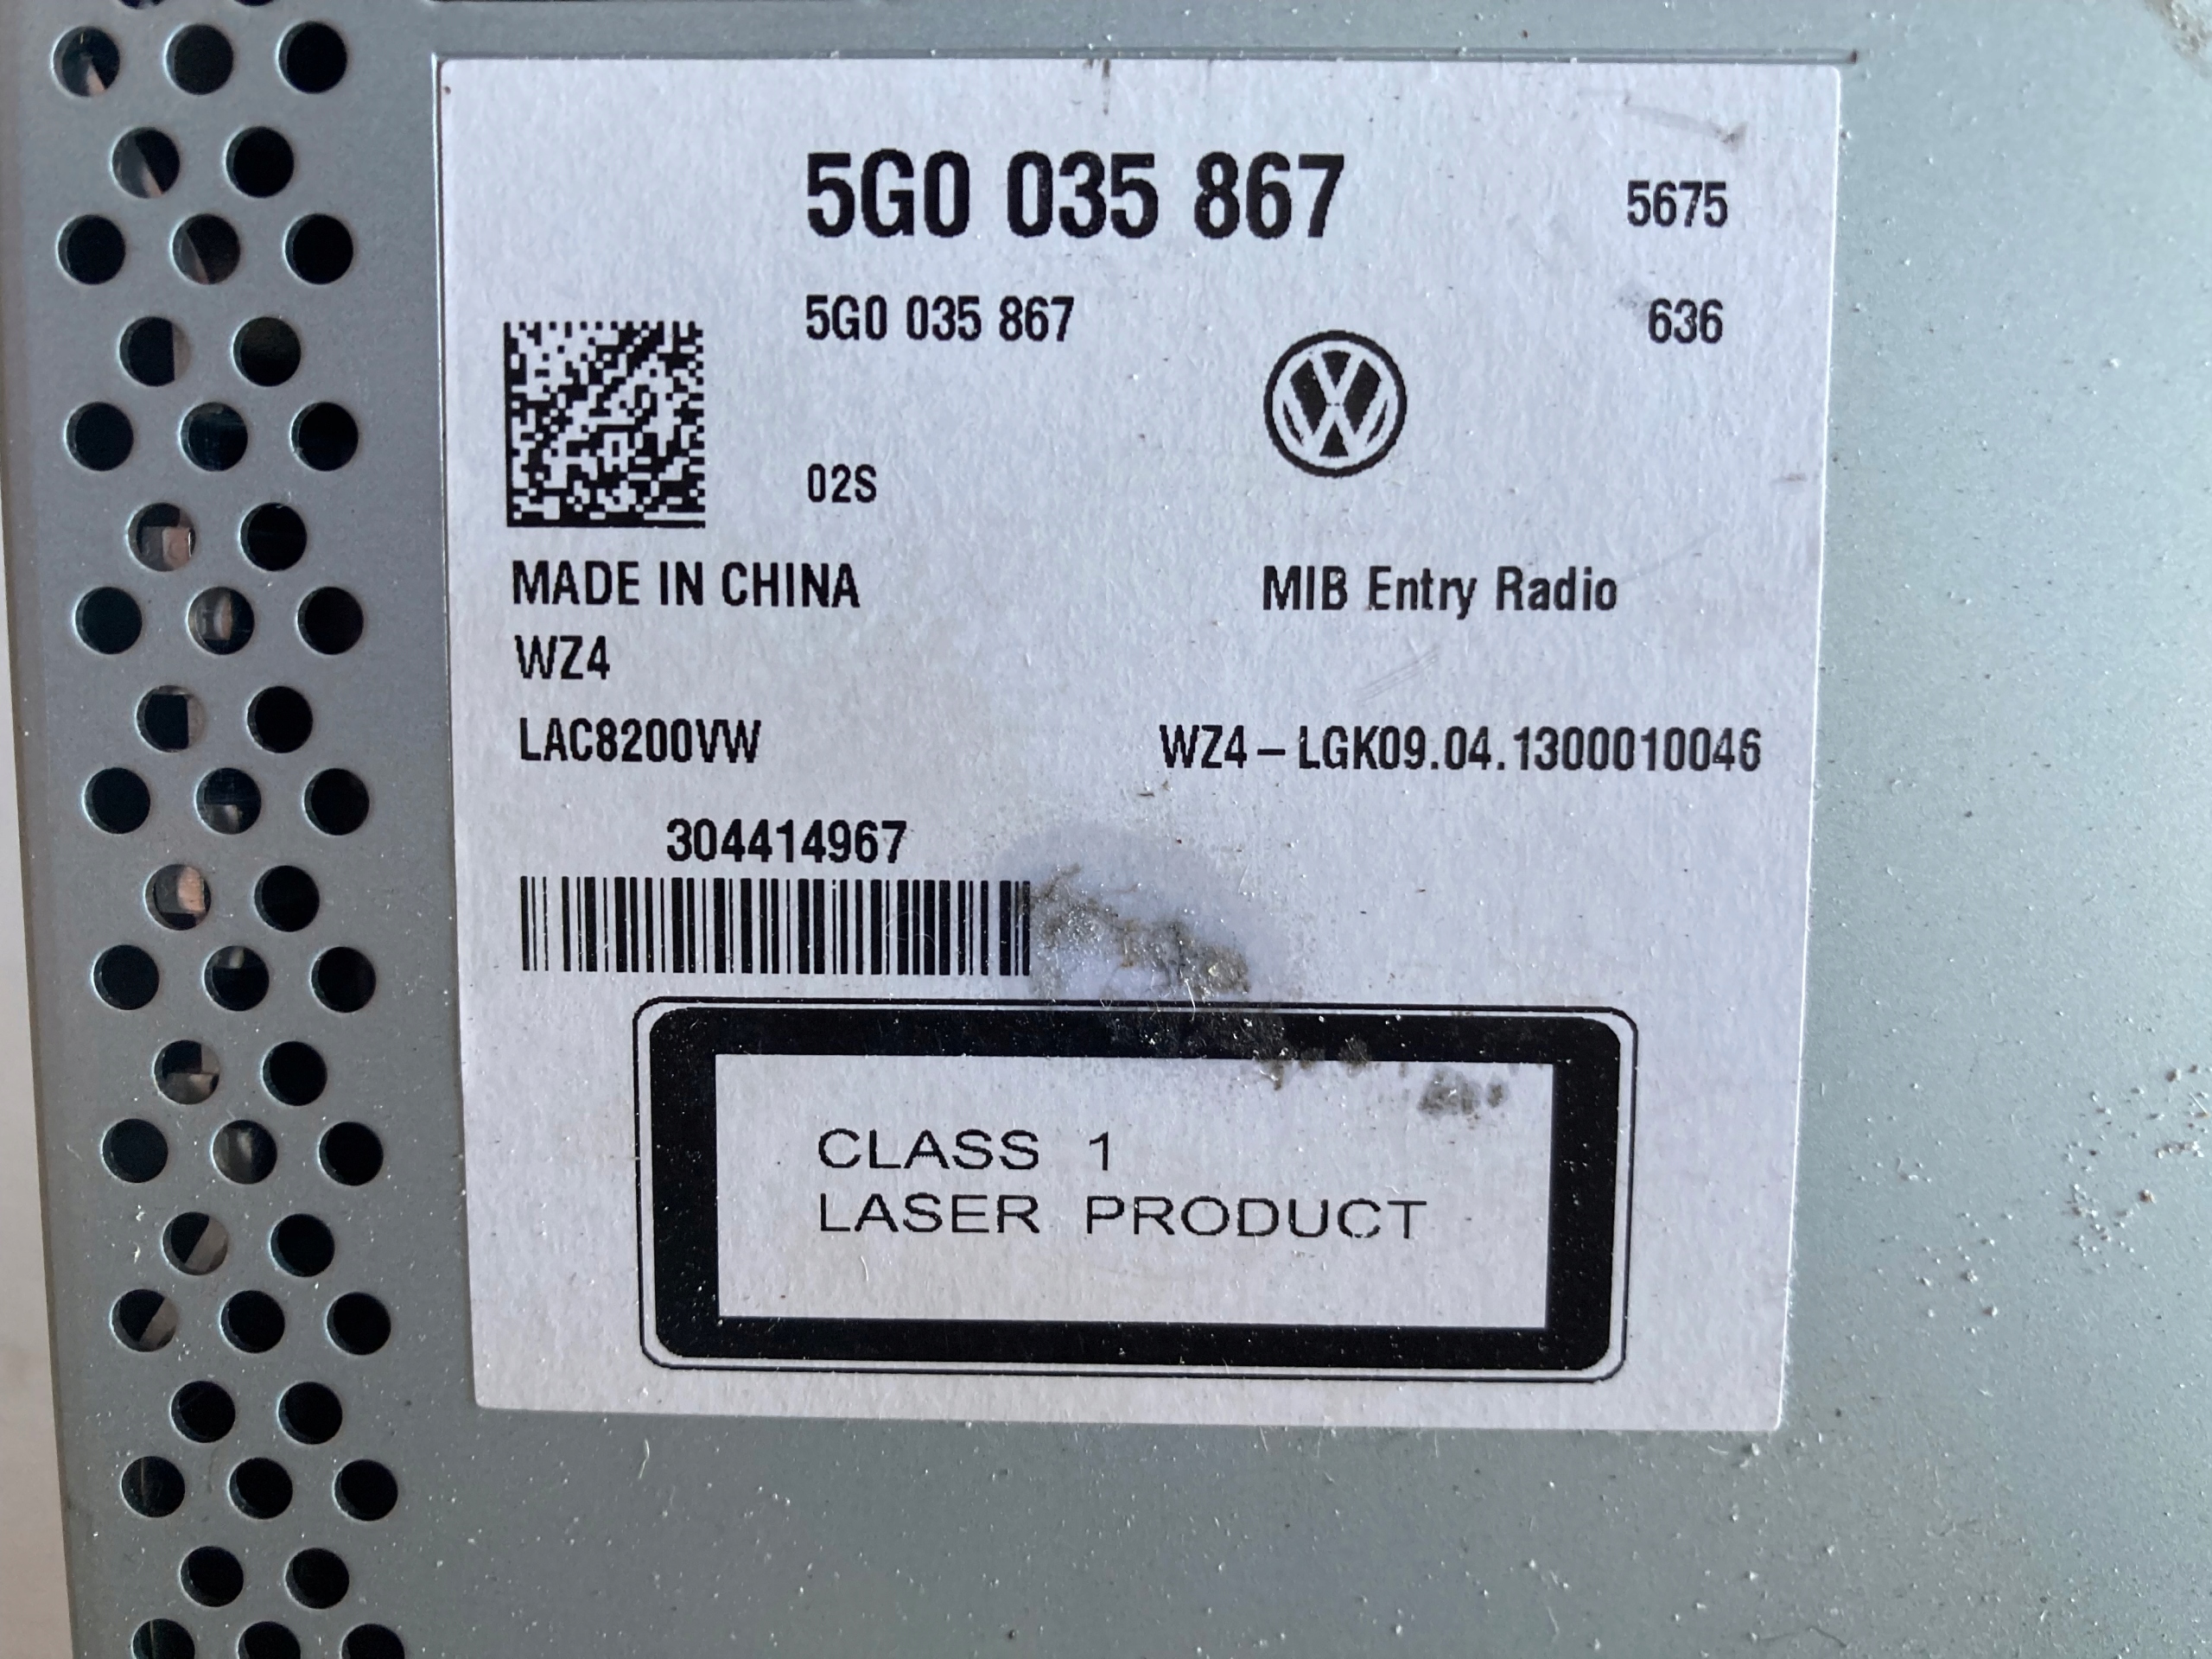 5G0 035 867 5675
5G0 035 867 636
02S
MADE IN CHINA MIB Entry Radio
WZ4
LAC8200VW WZ4-LGK09.04.1300010046
304414967
CLASS 1
LASER PRODUCT